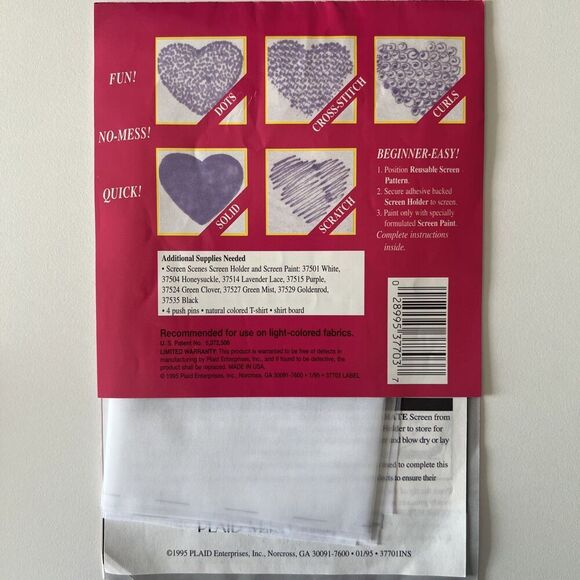 FUN!
NO-MESS!
QUICK!
DOTS
CROSS-STITCH
CURLS
SOLID
SCRATCH
BEGINNER-EASY!
1. Position Reusable Screen
Pattern.
2. Secure adhesive backed
Screen Holder to screen.
3. Paint only with specially
formulated Screen Paint.
Complete instructions
inside.
Additional Supplies Needed
• Screen Scenes Screen Holder and Screen Paint: 37501 White,
37504 Honeysuckle, 37514 Lavender Lace, 37515 Purple,
37524 Green Clover, 37527 Green Mist, 37529 Goldenrod,
37535 Black
• 4 push pins • natural colored T-shirt • shirt board
Recommended for use on light-colored fabrics.
U. S. Patent No. 5,373,506
LIMITED WARRANTY: This product is warranted to be free of defects in
manufacturing by Plaid Enterprises, Inc., and if found to be defective, the
product shall be replaced. MADE IN USA.
© 1995 Plaid Enterprises, Inc., Norcross, GA 30091-7600 • 1/95 • 37703 LABEL
0 28995 37703 7
Screen from
Holder to store for
and blow dry or lay
used to complete this
to ensure their
PLAID
©1995 PLAID Enterprises, Inc., Norcross, GA 30091-7600 • 01/95 • 37701INS